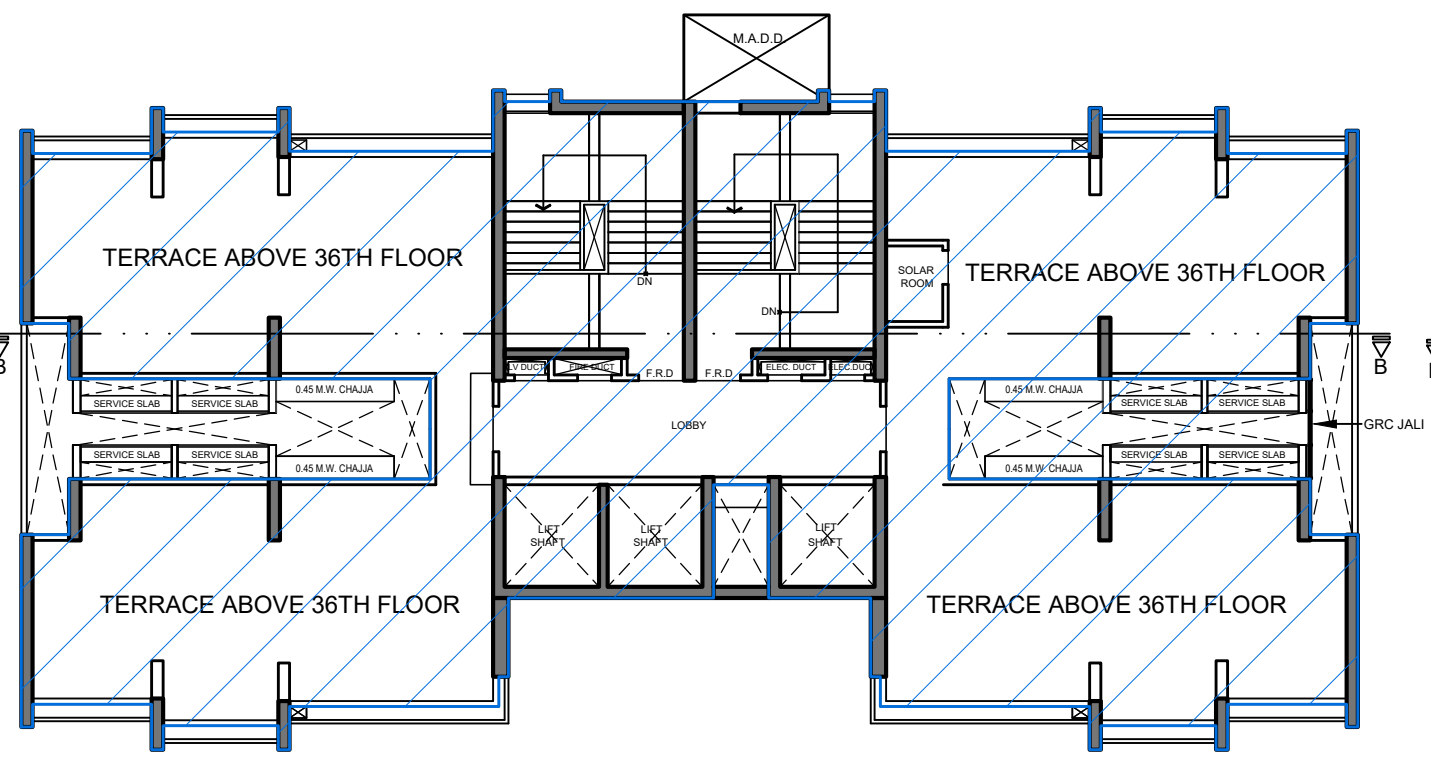 M.A.D.D.
TERRACE ABOVE 36TH FLOOR
TERRACE ABOVE 36TH FLOOR
SOLAR
ROOM
DN
DN
B
B
LV DUCT
FIRE DUCT
F.R.D
F.R.D
ELEC. DUCT
ELEC.DUCT
0.45 M.W. CHAJJA
0.45 M.W. CHAJJA
SERVICE SLAB
SERVICE SLAB
SERVICE SLAB
SERVICE SLAB
LOBBY
GRC JALI
SERVICE SLAB
SERVICE SLAB
SERVICE SLAB
SERVICE SLAB
0.45 M.W. CHAJJA
0.45 M.W. CHAJJA
LIFT
SHAFT
LIFT
SHAFT
LIFT
SHAFT
TERRACE ABOVE 36TH FLOOR
TERRACE ABOVE 36TH FLOOR